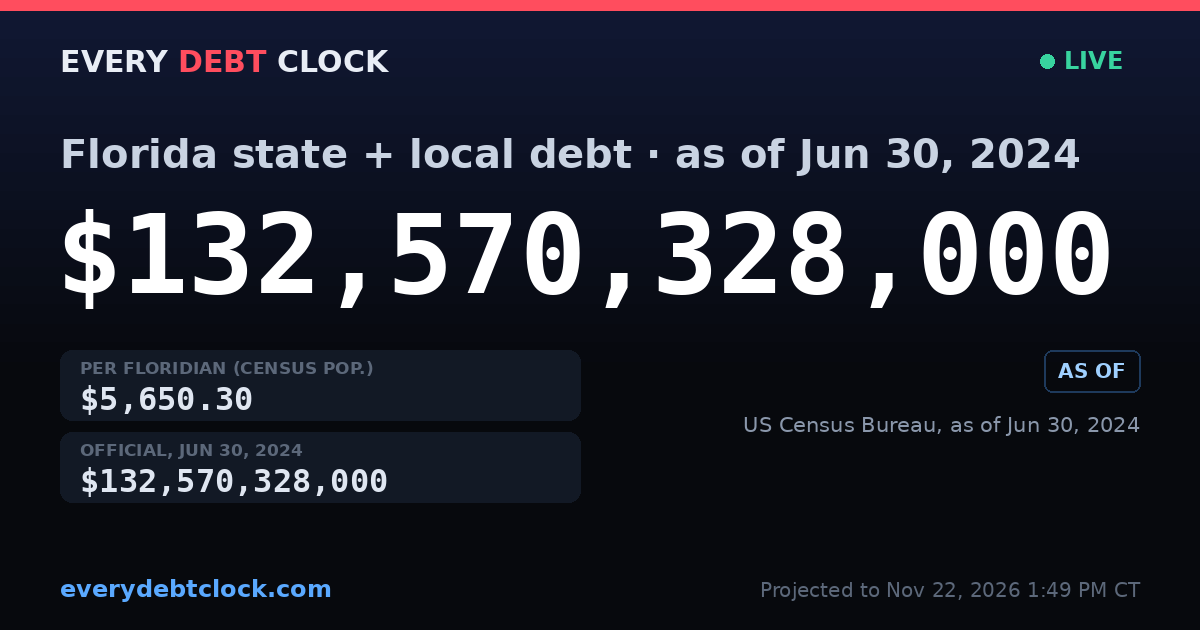 EVERY DEBT CLOCK
LIVE
Florida state + local debt · as of Jun 30, 2024
$132,570,328,000
PER FLORIDIAN (CENSUS POP.)
$5,650.30
AS OF
US Census Bureau, as of Jun 30, 2024
OFFICIAL, JUN 30, 2024
$132,570,328,000
everydebtclock.com
Projected to Nov 22, 2026 1:49 PM CT